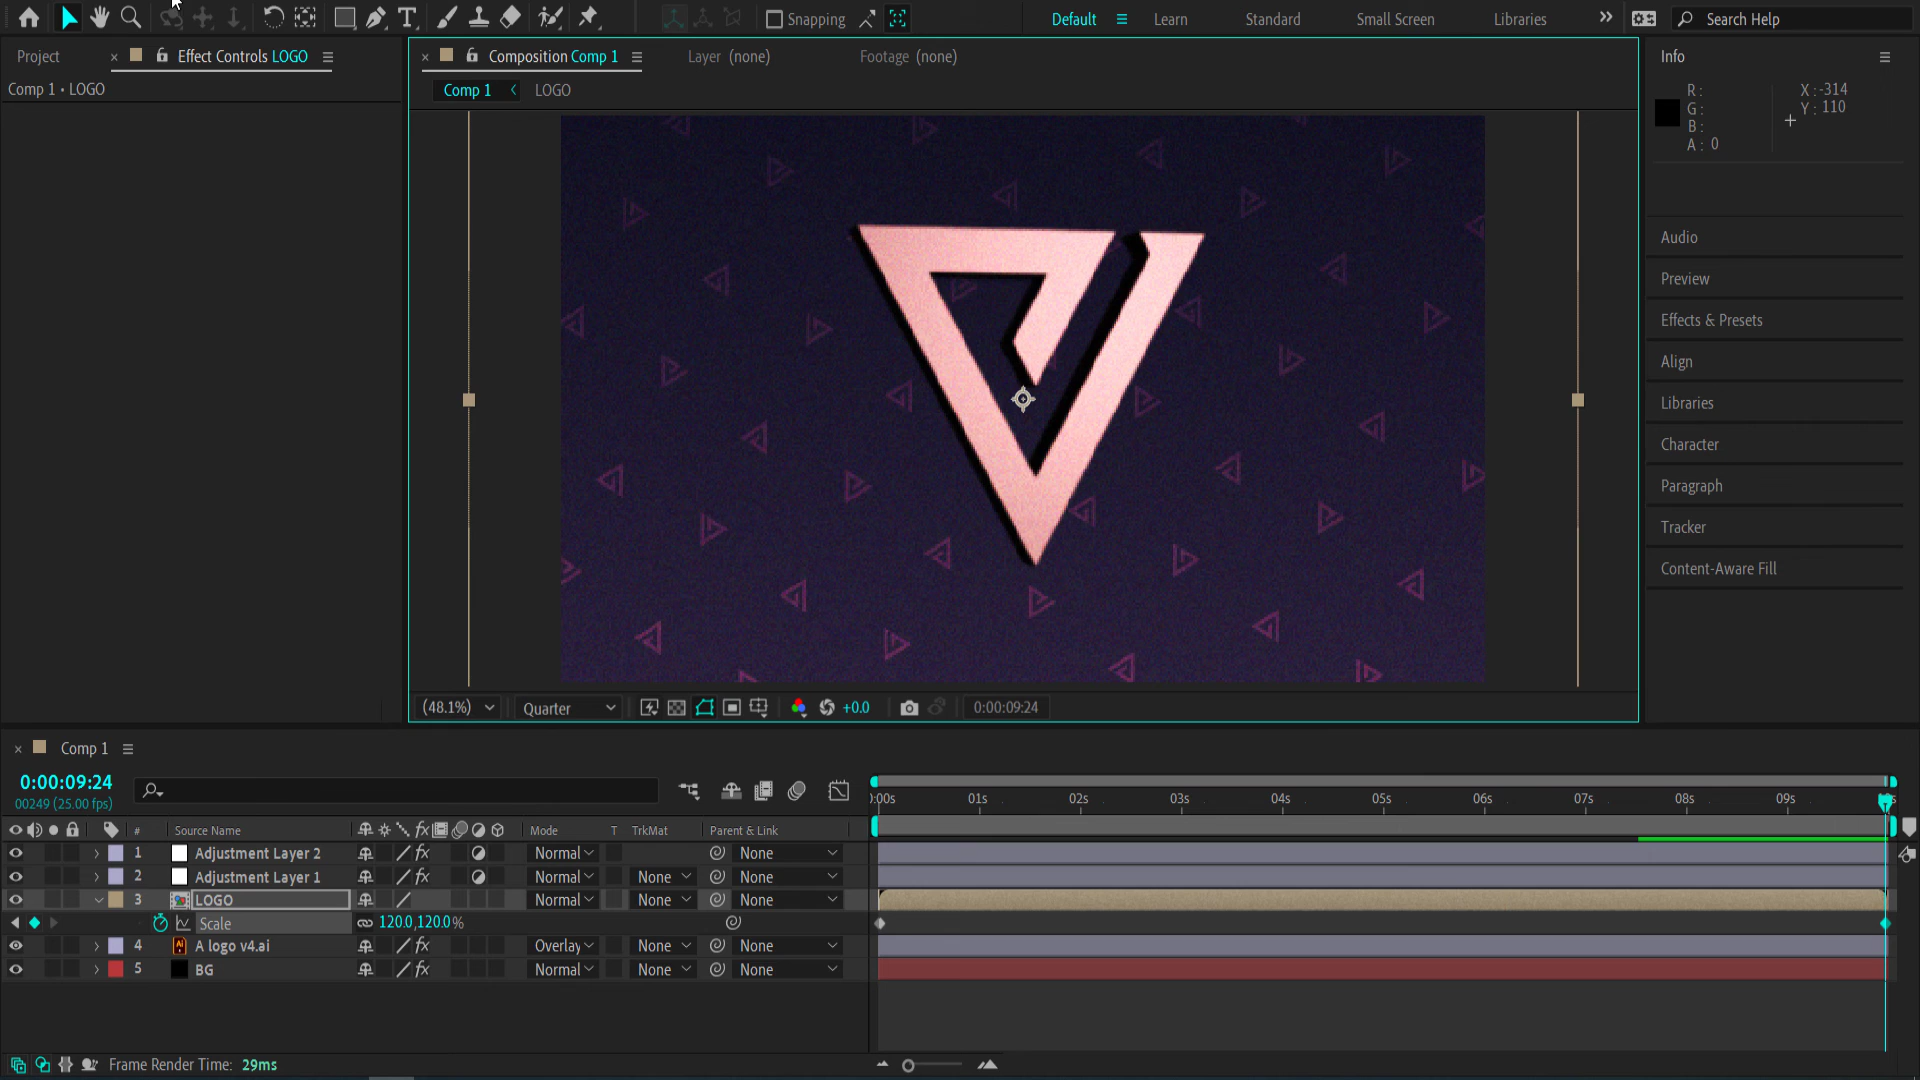 Snapping
Default
Learn
Standard
Small Screen
Libraries
Search Help
Project
Effect Controls LOGO
Composition Comp 1
Layer (none)
Footage (none)
Info
Comp 1 • LOGO
Comp 1
LOGO
R :
G :
B :
A : 0
X : -314
Y : 110
Audio
Preview
Effects & Presets
Align
Libraries
Character
Paragraph
Tracker
Content-Aware Fill
(48.1%)
Quarter
+0.0
0:00:09:24
Comp 1
0:00:09:24
00249 (25.00 fps)
:00s 01s 02s 03s 04s 05s 06s 07s 08s 09s
# Source Name Mode T TrkMat Parent & Link
1 Adjustment Layer 2 fx Normal None
2 Adjustment Layer 1 fx Normal None None
3 LOGO Normal None None
Scale 120.0,120.0%
4 A logo v4.ai fx Overlay None None
5 BG fx Normal None None
Frame Render Time: 29ms